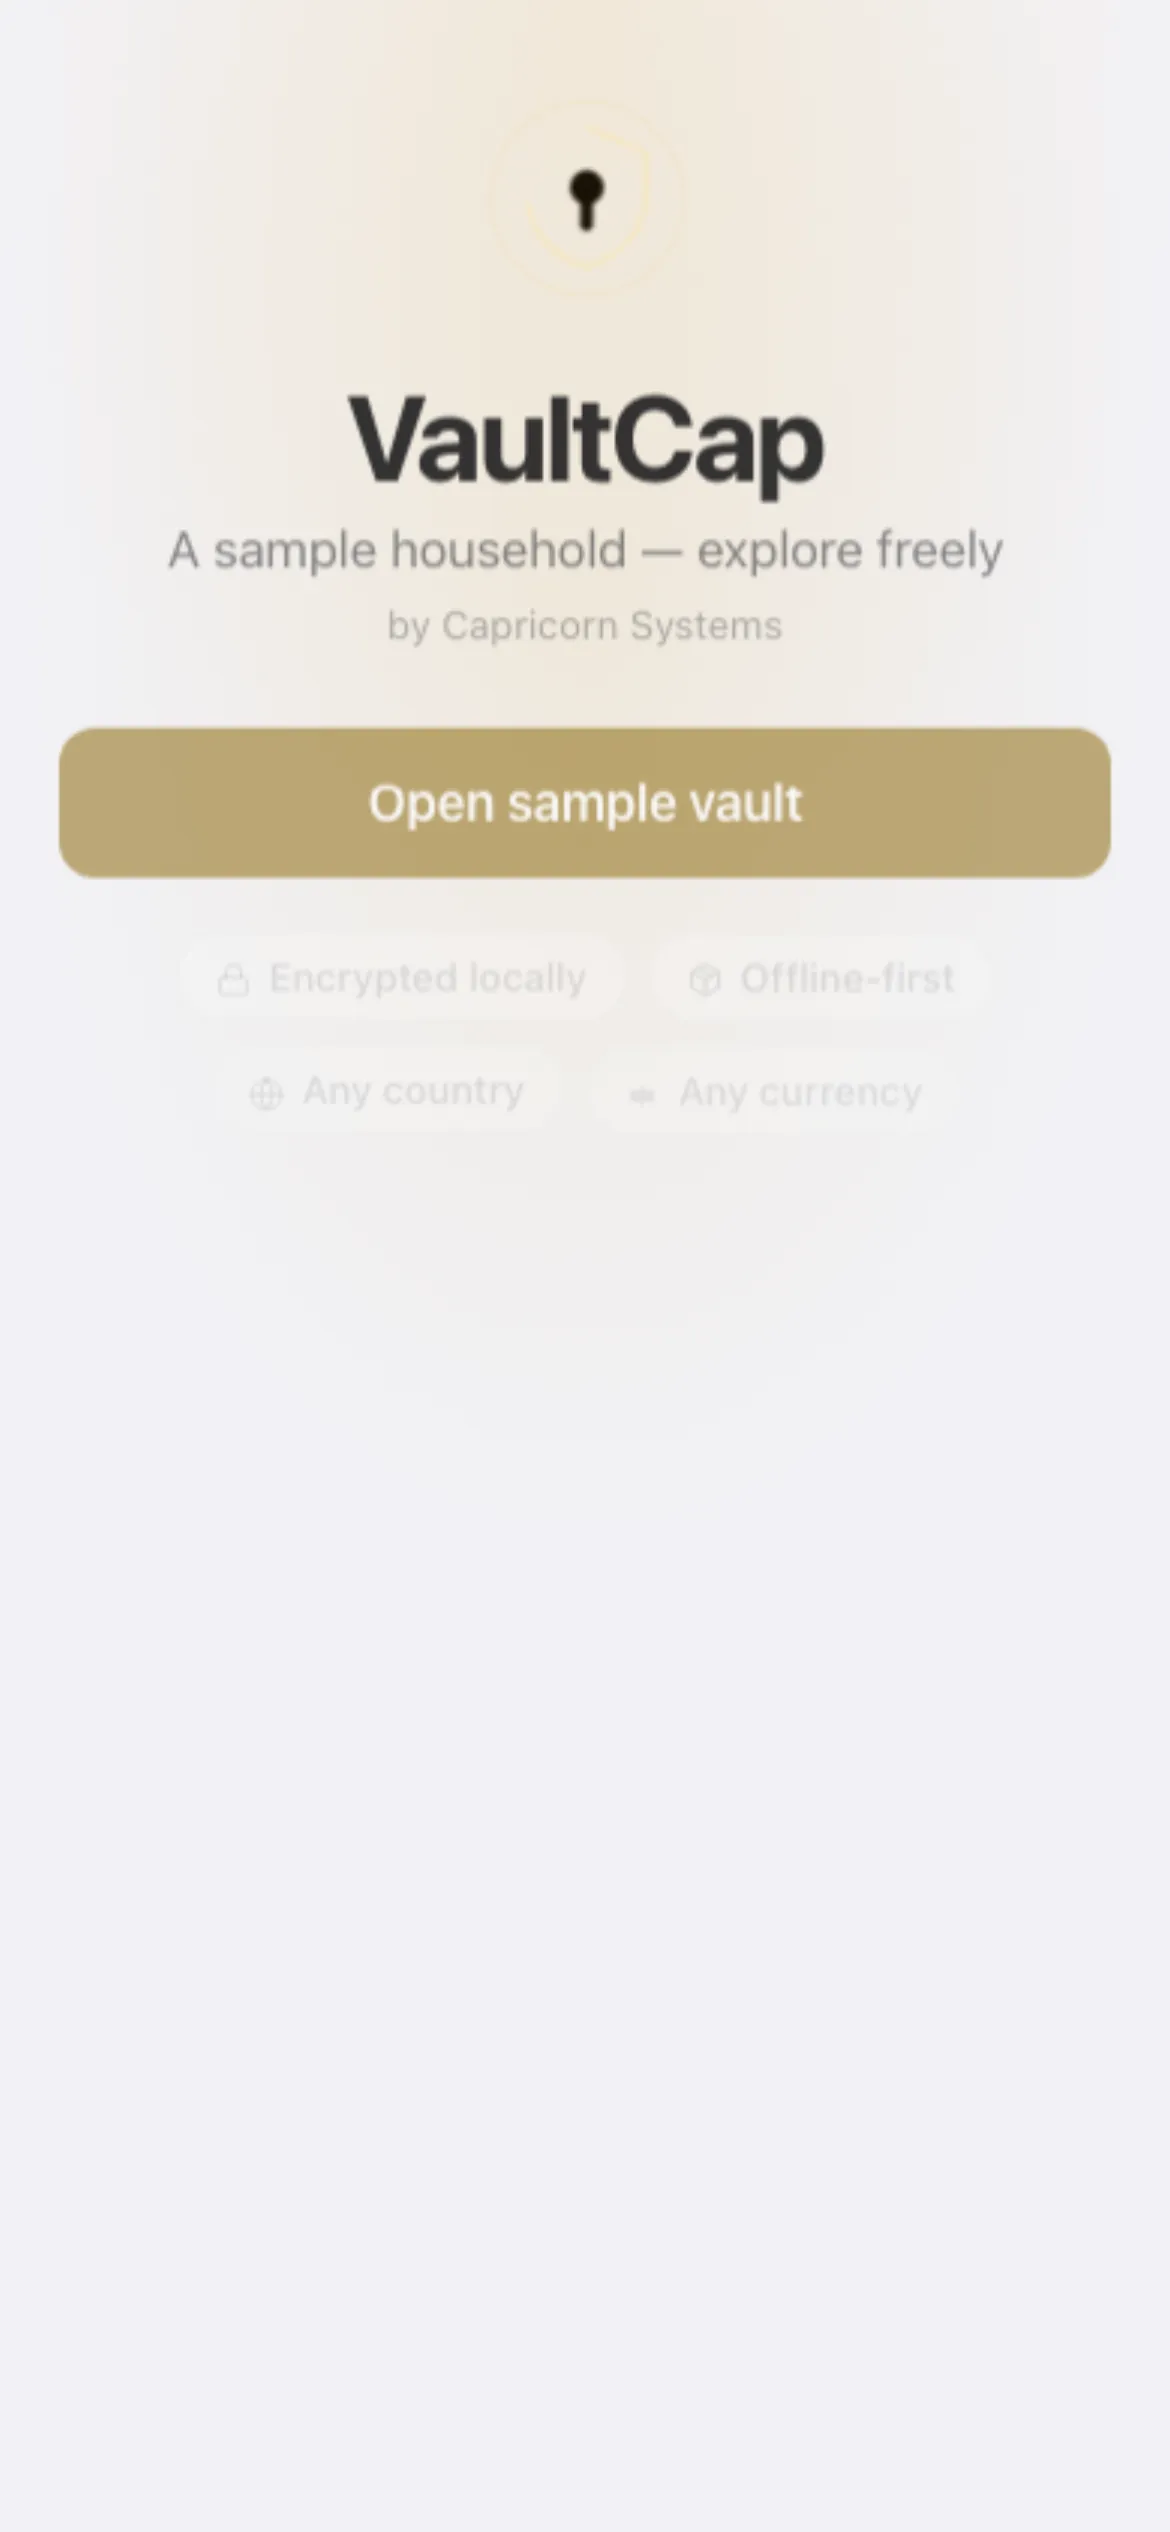 VaultCap
A sample household — explore freely
by Capricorn Systems
Open sample vault
Encrypted locally
Offline-first
Any country
Any currency